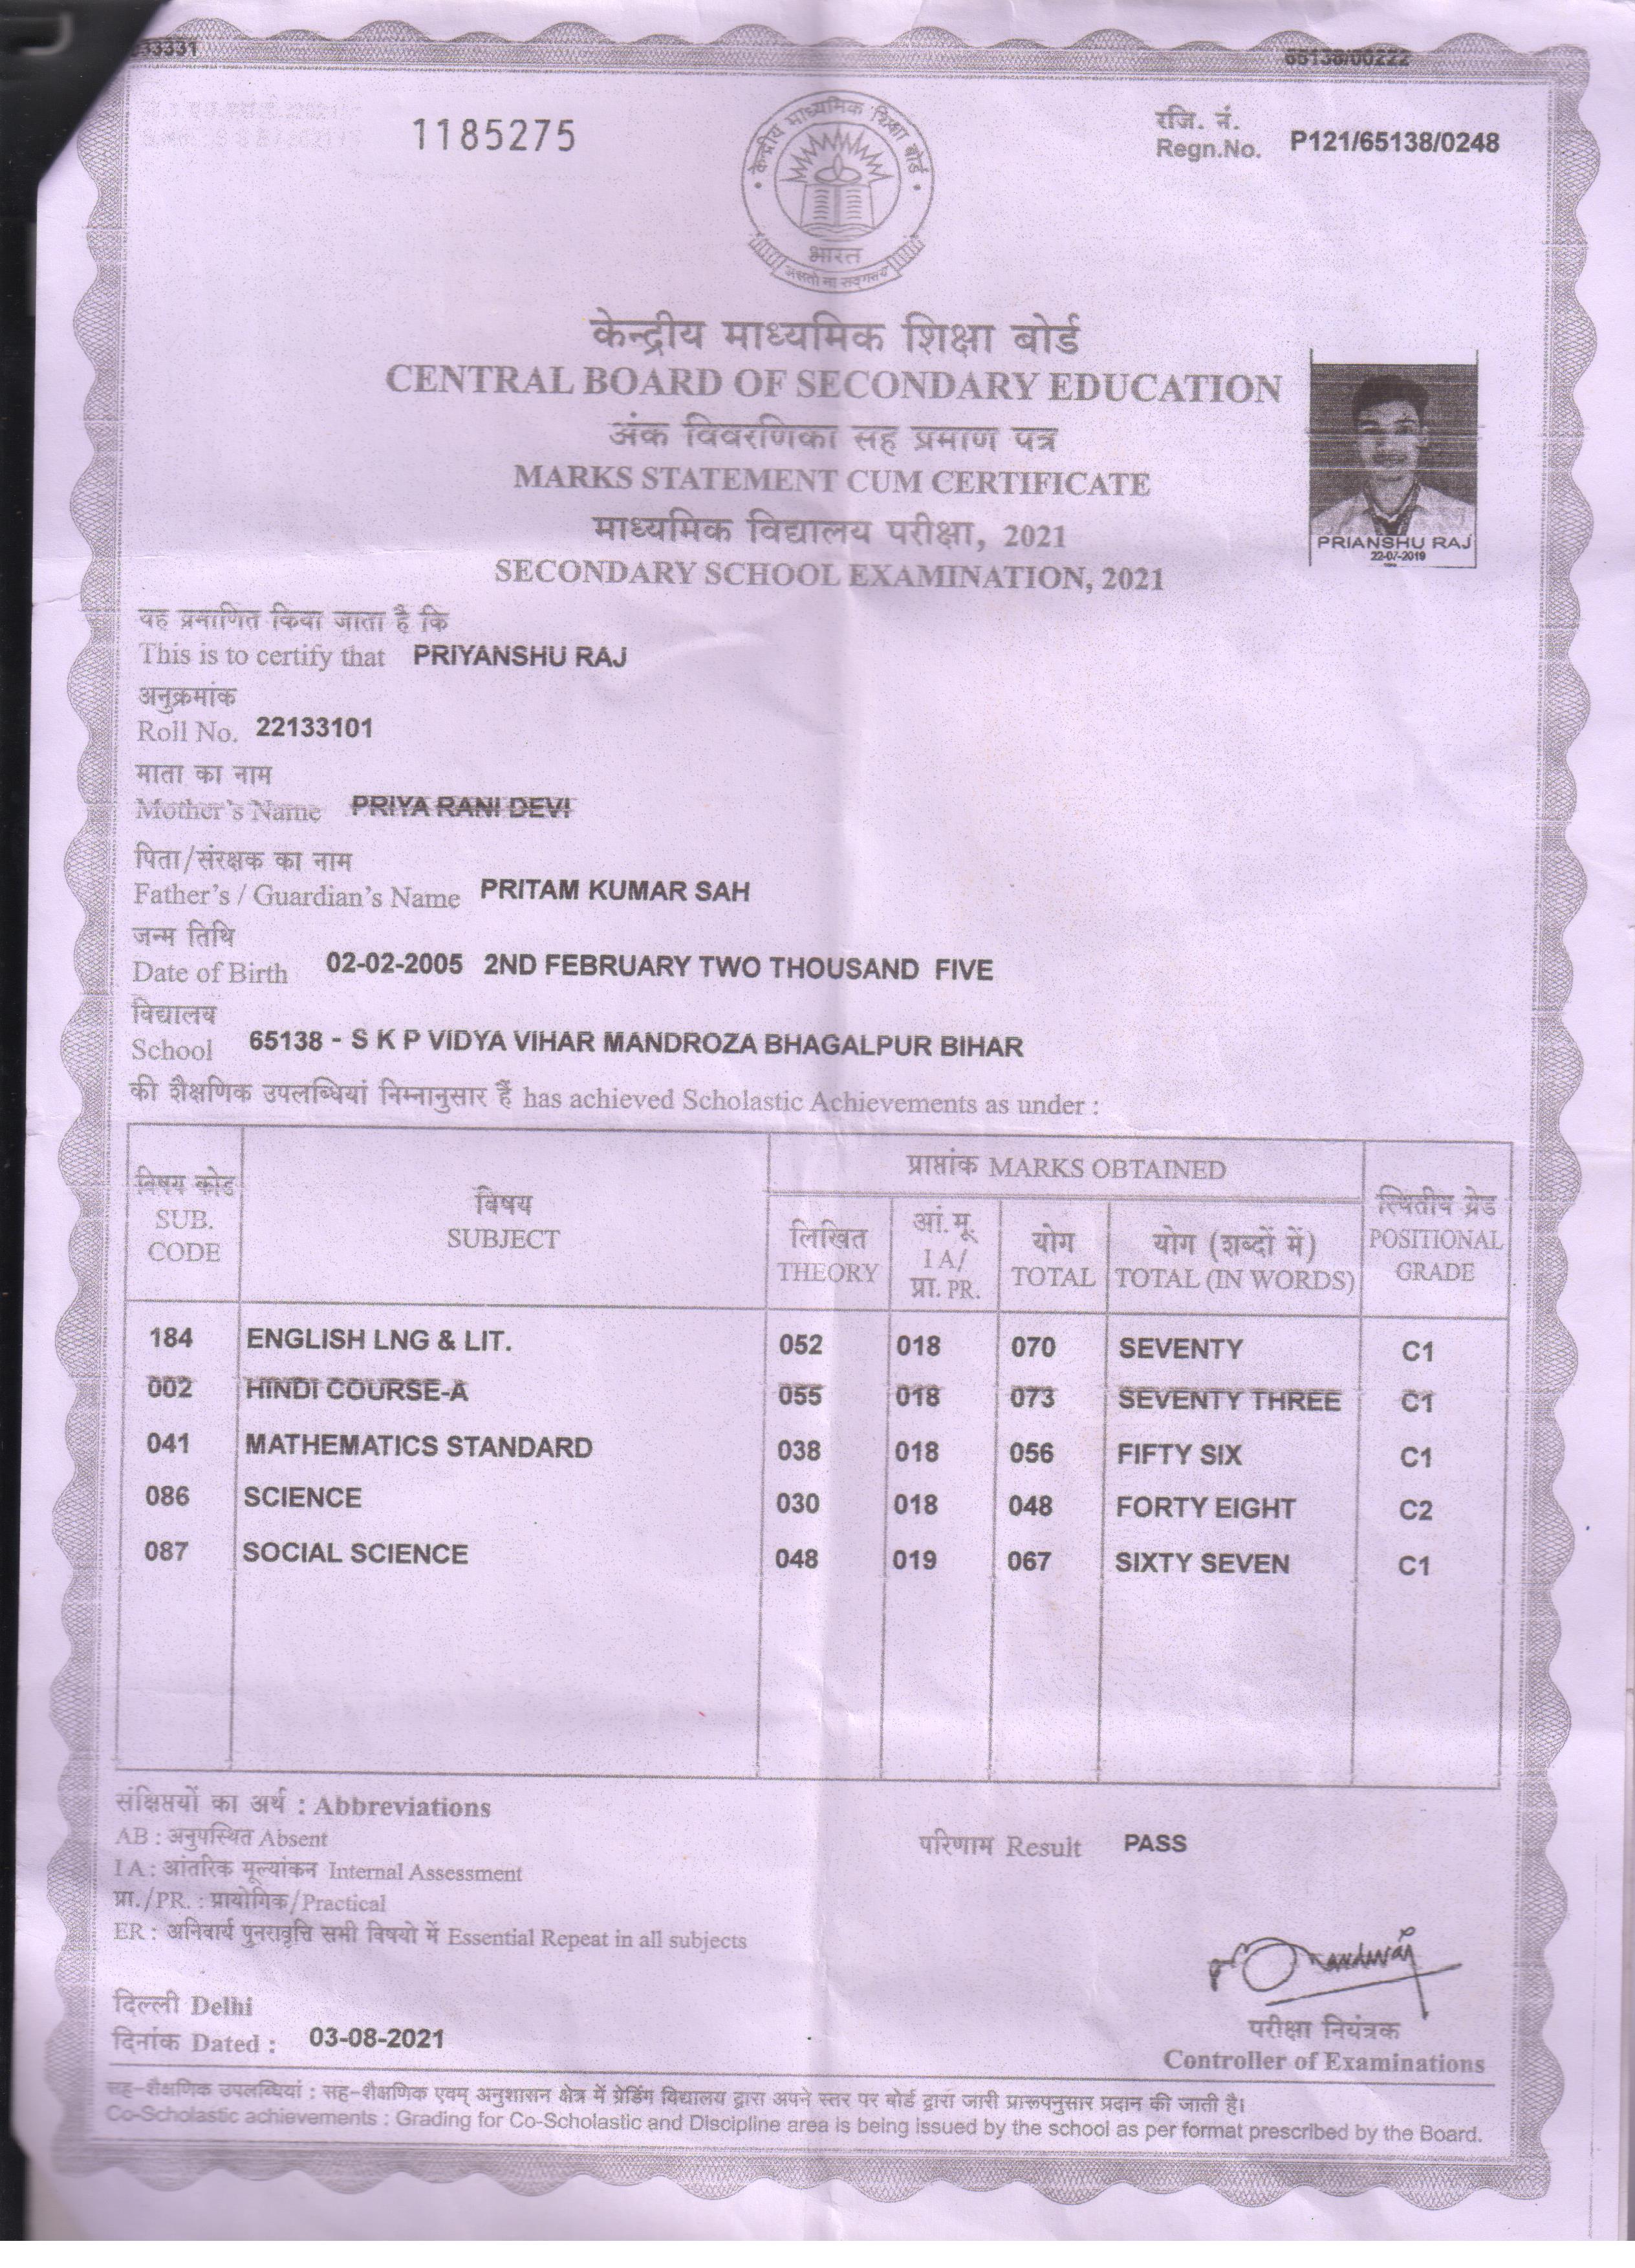 33331
65138/00222
1185275
रजि. नं.
Regn.No. P121/65138/0248
केन्द्रीय माध्यमिक शिक्षा बोर्ड
भारत
असतो मा सद्गमय
केन्द्रीय माध्यमिक शिक्षा बोर्ड
CENTRAL BOARD OF SECONDARY EDUCATION
अंक विवरणिका सह प्रमाण पत्र
MARKS STATEMENT CUM CERTIFICATE
माध्यमिक विद्यालय परीक्षा, 2021
SECONDARY SCHOOL EXAMINATION, 2021
PRIANSHU RAJ
22-07-2019
यह प्रमाणित किया जाता है कि
This is to certify that PRIYANSHU RAJ
अनुक्रमांक
Roll No. 22133101
माता का नाम
Mother's Name PRIYA RANI DEVI
पिता/संरक्षक का नाम
Father's / Guardian's Name PRITAM KUMAR SAH
जन्म तिथि
Date of Birth 02-02-2005 2ND FEBRUARY TWO THOUSAND FIVE
विद्यालय
School 65138 - S K P VIDYA VIHAR MANDROZA BHAGALPUR BIHAR
की शैक्षणिक उपलब्धियां निम्नानुसार हैं has achieved Scholastic Achievements as under :
विषय कोड
SUB.
CODE
विषय
SUBJECT
प्राप्तांक MARKS OBTAINED
लिखित
THEORY
आं.मू.
I A/
प्रा. PR.
योग
TOTAL
योग (शब्दों में)
TOTAL (IN WORDS)
स्थितीय ग्रेड
POSITIONAL
GRADE
184 ENGLISH LNG & LIT. 052 018 070 SEVENTY C1
002 HINDI COURSE-A 055 018 073 SEVENTY THREE C1
041 MATHEMATICS STANDARD 038 018 056 FIFTY SIX C1
086 SCIENCE 030 018 048 FORTY EIGHT C2
087 SOCIAL SCIENCE 048 019 067 SIXTY SEVEN C1
संक्षिप्तयों का अर्थ : Abbreviations
AB : अनुपस्थित Absent
I A : आंतरिक मूल्यांकन Internal Assessment
प्रा./PR. : प्रायोगिक/Practical
ER : अनिवार्य पुनरावृत्ति सभी विषयो में Essential Repeat in all subjects
परिणाम Result PASS
दिल्ली Delhi
दिनांक Dated : 03-08-2021
परीक्षा नियंत्रक
Controller of Examinations
सह-शैक्षणिक उपलब्धियां : सह-शैक्षणिक एवम् अनुशासन क्षेत्र में ग्रेडिंग विद्यालय द्वारा अपने स्तर पर बोर्ड द्वारा जारी प्रारूपनुसार प्रदान की जाती है।
Co-Scholastic achievements : Grading for Co-Scholastic and Discipline area is being issued by the school as per format prescribed by the Board.